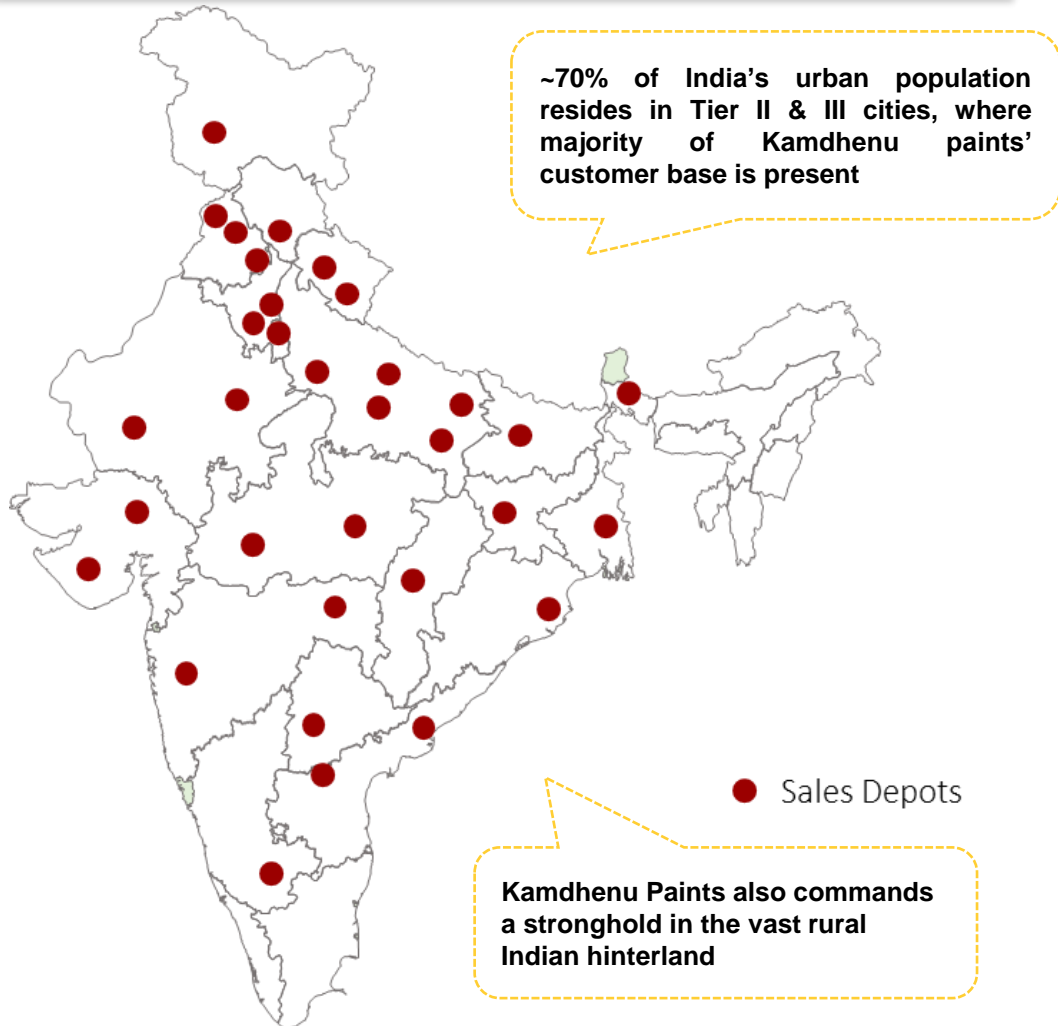 ~70% of India’s urban population
resides in Tier II & III cities, where
majority of Kamdhenu paints’
customer base is present
Sales Depots
Kamdhenu Paints also commands
a stronghold in the vast rural
Indian hinterland